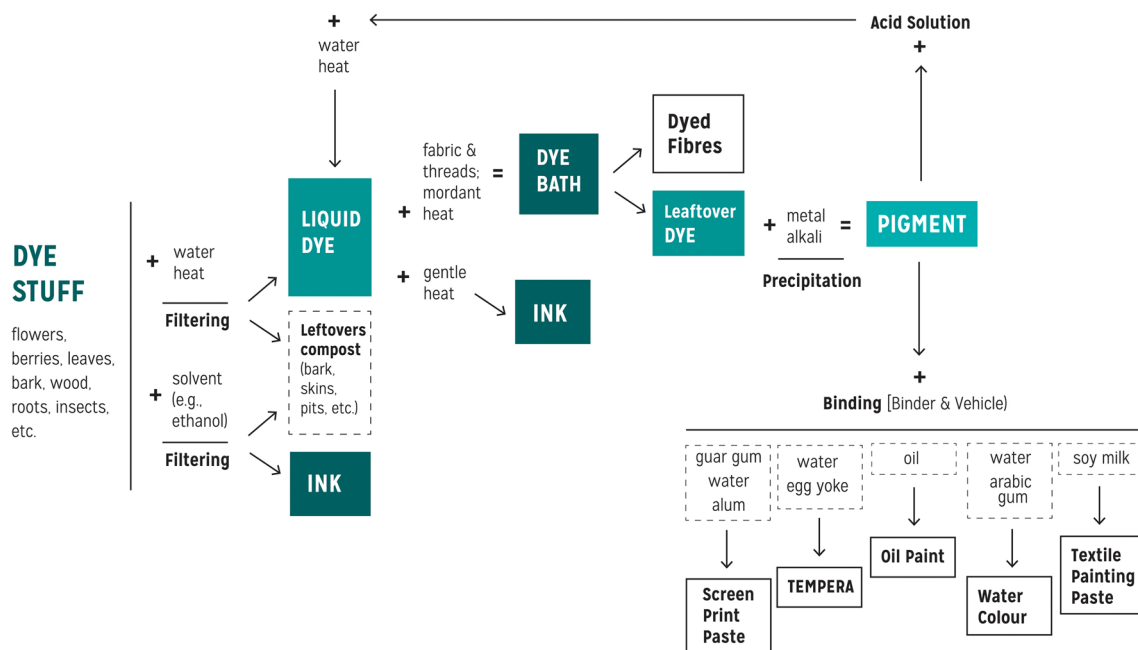 +
water
heat
Acid Solution
+
DYE
STUFF
flowers,
berries, leaves,
bark, wood,
roots, insects,
etc.
+ water
heat
Filtering
+ solvent
(e.g.,
ethanol)
Filtering
LIQUID
DYE
Leftovers
compost
(bark,
skins,
pits, etc.)
INK
+ fabric &
threads;
mordant
heat
=
+ gentle
heat
DYE
BATH
INK
Dyed
Fibres
Leaftover
DYE
+ metal
alkali
=
Precipitation
PIGMENT
+
Binding [Binder & Vehicle)
guar gum
water
alum
water
egg yoke
oil
water
arabic
gum
soy milk
Screen
Print
Paste
TEMPERA
Oil Paint
Water
Colour
Textile
Painting
Paste